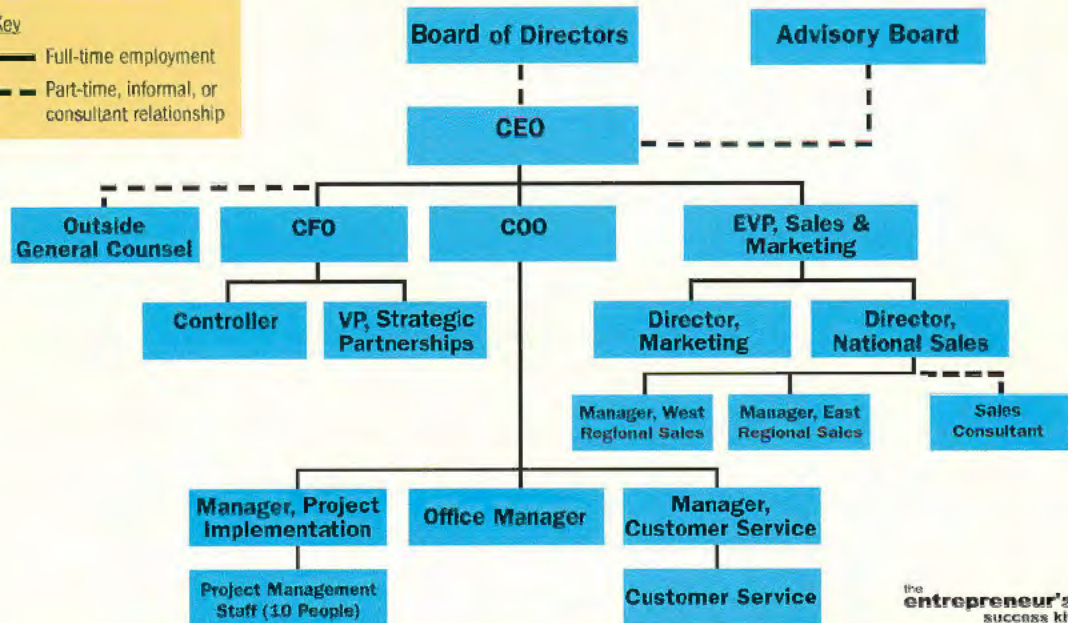 Key
Full-time employment
Part-time, informal, or
consultant relationship
Board of Directors
Advisory Board
CEO
Outside
General Counsel
CFO
COO
EVP, Sales &
Marketing
Controller
VP, Strategic
Partnerships
Director,
Marketing
Director,
National Sales
Manager, West
Regional Sales
Manager, East
Regional Sales
Sales
Consultant
Manager, Project
Implementation
Office Manager
Manager,
Customer Service
Project Management
Staff (10 People)
Customer Service
the
entrepreneur's
success kit